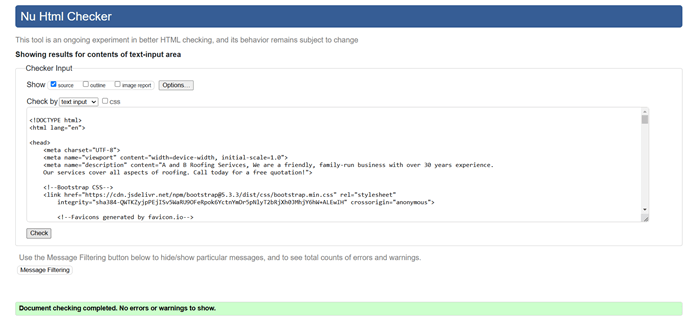 Nu Html Checker
This tool is an ongoing experiment in better HTML checking, and its behavior remains subject to change
Showing results for contents of text-input area
Checker Input
Show source outline image report Options...
Check by text input css
<!DOCTYPE html>
<html lang="en">
<head>
<meta charset="UTF-8">
<meta name="viewport" content="width=device-width, initial-scale=1.0">
<meta name="description" content="A and B Roofing Serivces, We are a friendly, family-run business with over 30 years experience.
Our services cover all aspects of roofing. Call today for a free quotation!">
<!--Bootstrap CSS-->
<link href="https://cdn.jsdelivr.net/npm/bootstrap@5.3.3/dist/css/bootstrap.min.css" rel="stylesheet"
integrity="sha384-QWTKZyjpPEjISv5WaRU9OFeRpok6YctnYmDr5pNlyT2bRjXh0JMhjY6hW+ALEwIH" crossorigin="anonymous">
<!--Favicons generated by favicon.io-->
Check
Use the Message Filtering button below to hide/show particular messages, and to see total counts of errors and warnings.
Message Filtering
Document checking completed. No errors or warnings to show.